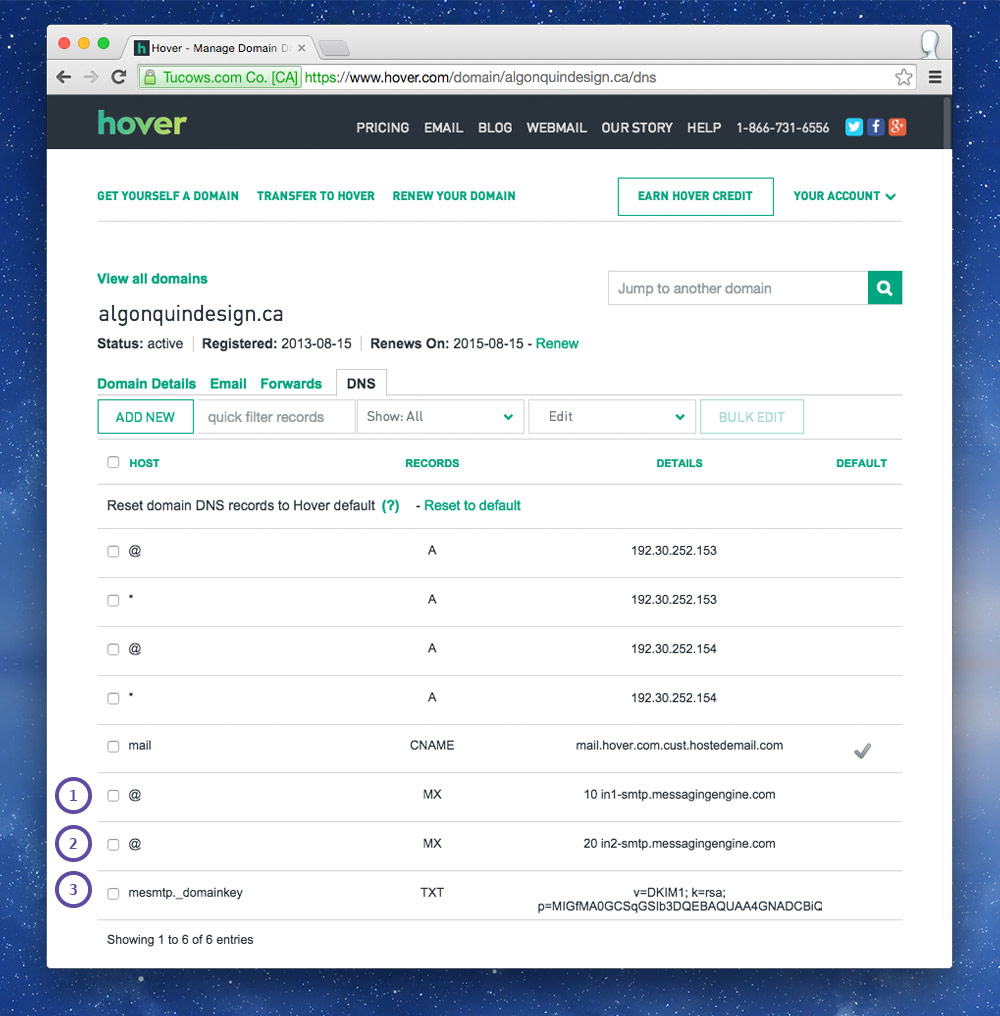 Hover - Manage Domain D
Tucows.com Co. [CA] https://www.hover.com/domain/algonquindesign.ca/dns
hover
PRICING EMAIL BLOG WEBMAIL OUR STORY HELP 1-866-731-6556
GET YOURSELF A DOMAIN TRANSFER TO HOVER RENEW YOUR DOMAIN EARN HOVER CREDIT YOUR ACCOUNT
View all domains
Jump to another domain
algonquindesign.ca
Status: active Registered: 2013-08-15 Renews On: 2015-08-15 - Renew
Domain Details Email Forwards DNS
ADD NEW quick filter records Show: All Edit BULK EDIT
HOST RECORDS DETAILS DEFAULT
Reset domain DNS records to Hover default (?) - Reset to default
@ A 192.30.252.153
* A 192.30.252.153
@ A 192.30.252.154
* A 192.30.252.154
mail CNAME mail.hover.com.cust.hostedemail.com
1 @ MX 10 in1-smtp.messagingengine.com
2 @ MX 20 in2-smtp.messagingengine.com
3 mesmtp._domainkey TXT v=DKIM1; k=rsa;
p=MIGfMA0GCSqGSIb3DQEBAQUAA4GNADCBiQ
Showing 1 to 6 of 6 entries